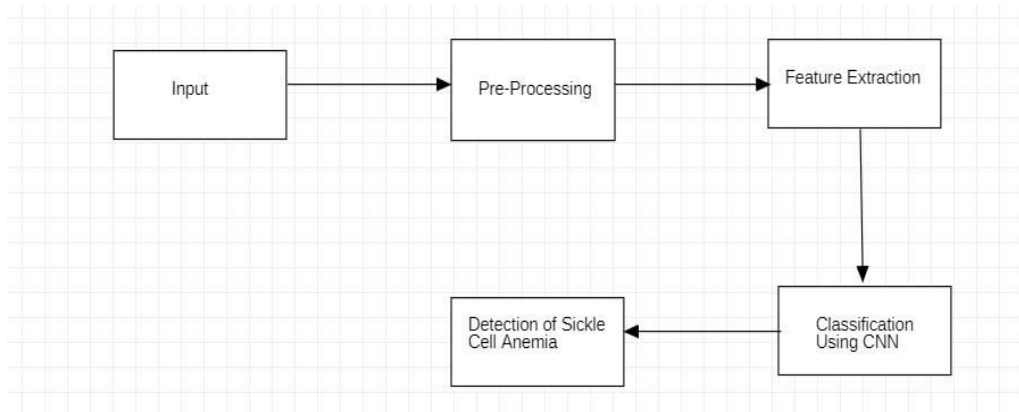 Input
Pre-Processing
Feature Extraction
Classification
Using CNN
Detection of Sickle
Cell Anemia